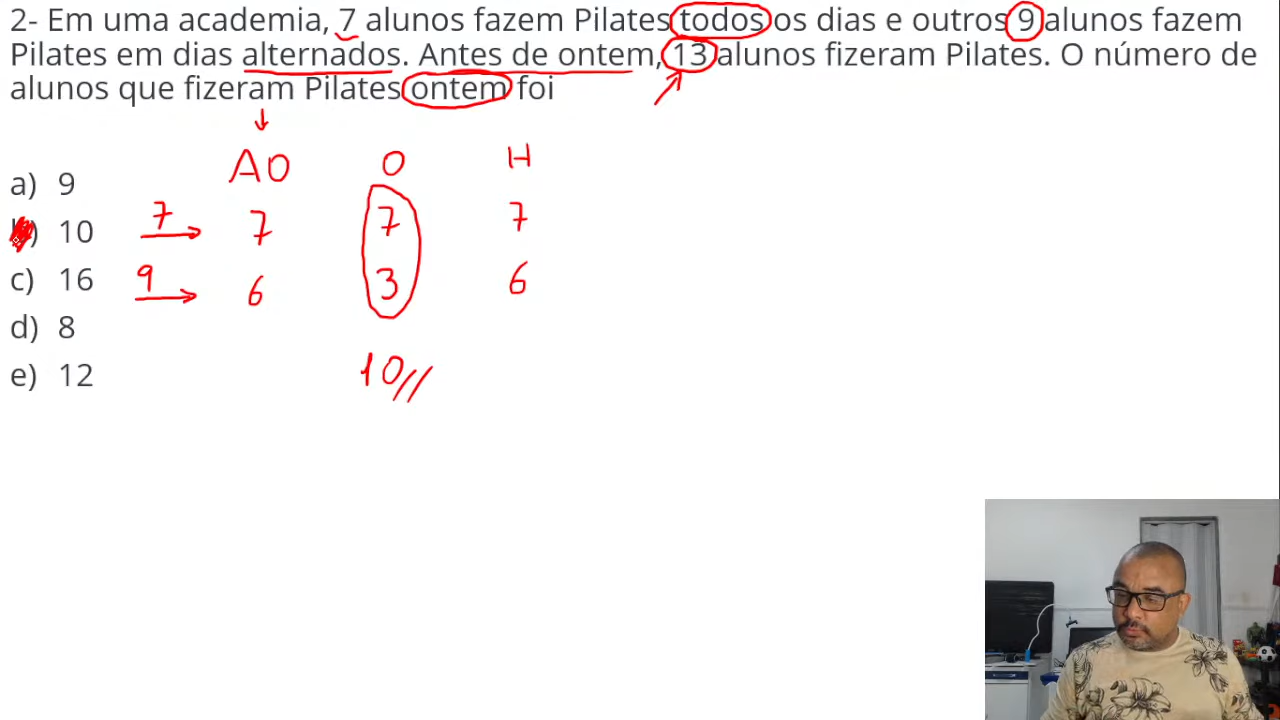 2- Em uma academia, 7 alunos fazem Pilates todos os dias e outros 9 alunos fazem
Pilates em dias alternados. Antes de ontem, 13 alunos fizeram Pilates. O número de
alunos que fizeram Pilates ontem foi
AO O H
a) 9
7 7 7 7
) 10
9 6 3 6
c) 16
d) 8
10//
e) 12